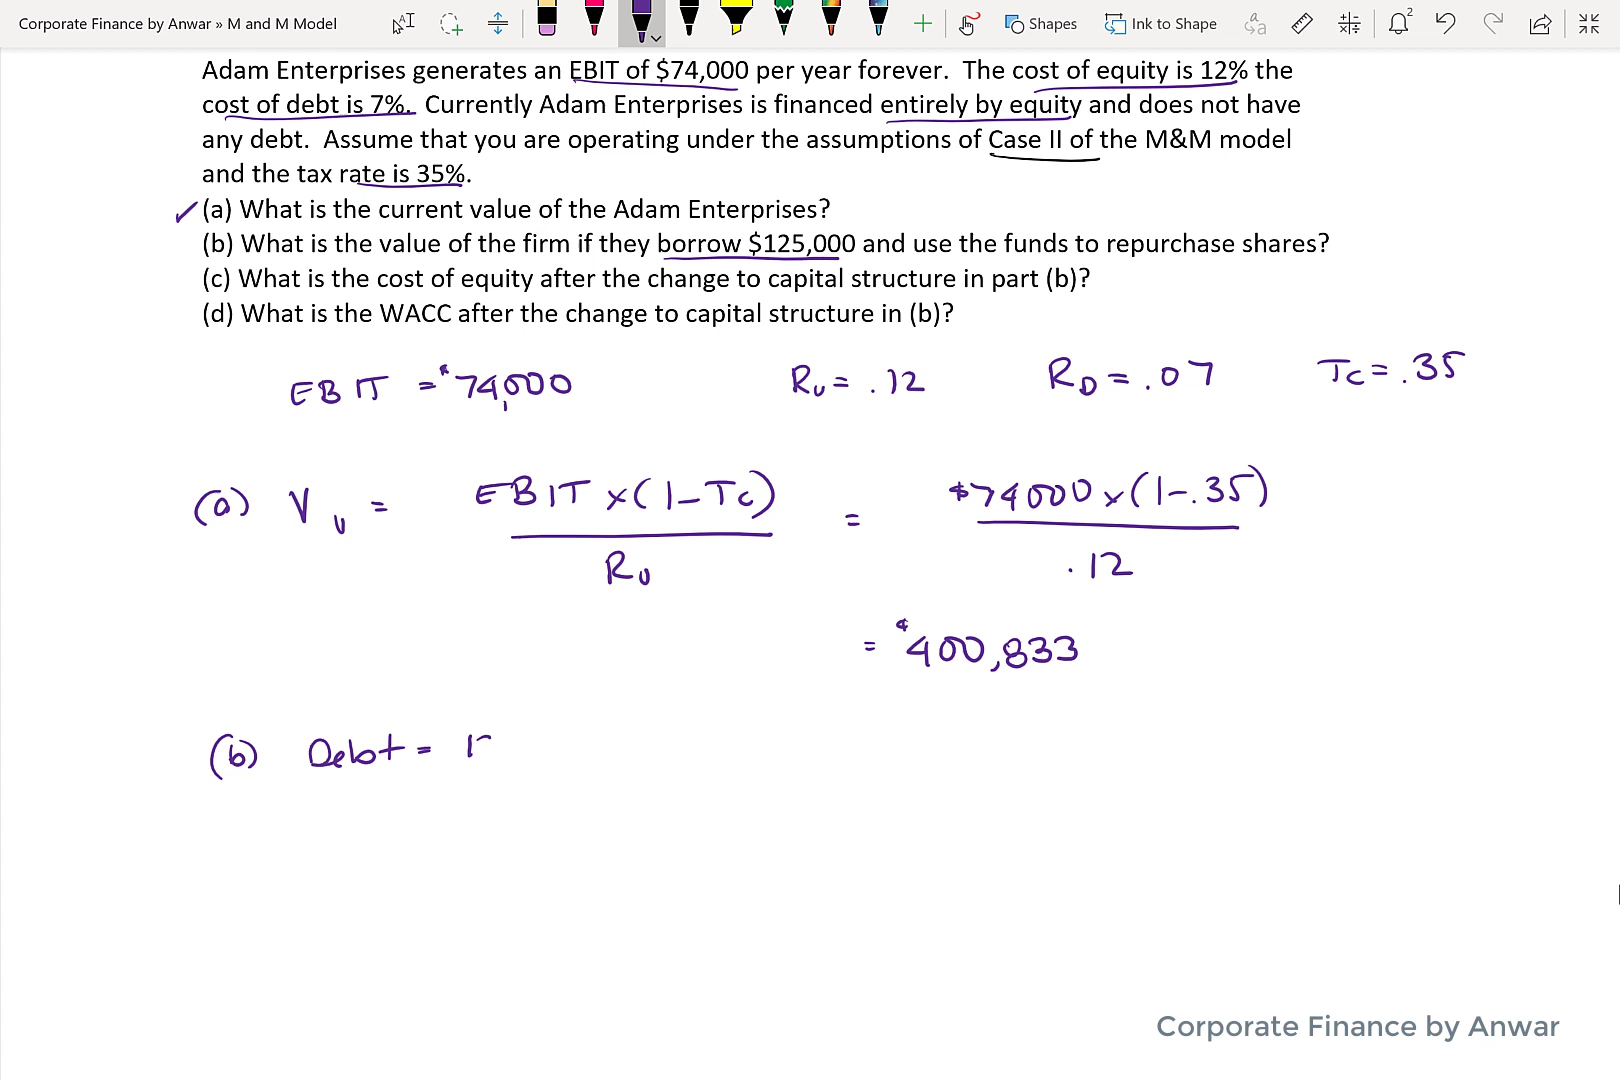 Corporate Finance by Anwar » M and M Model
Shapes
Ink to Shape
2
Adam Enterprises generates an EBIT of $74,000 per year forever. The cost of equity is 12% the
cost of debt is 7%. Currently Adam Enterprises is financed entirely by equity and does not have
any debt. Assume that you are operating under the assumptions of Case II of the M&M model
and the tax rate is 35%.
(a) What is the current value of the Adam Enterprises?
(b) What is the value of the firm if they borrow $125,000 and use the funds to repurchase shares?
(c) What is the cost of equity after the change to capital structure in part (b)?
(d) What is the WACC after the change to capital structure in (b)?
EBIT = $74,000 RU = .12 RD = .07 TC = .35
(a) VU = EBIT x (1-TC) = $74000 x (1-.35)
RU .12
= $400,833
(b) Debt = 1
Corporate Finance by Anwar